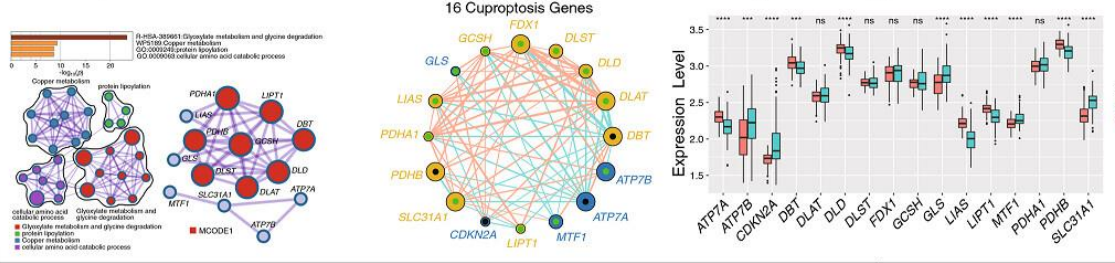 R-HSA-389661:Glyoxylate metabolism and glycine degradation
WP5189:Copper metabolism
GO:0009249:protein lipoylation
GO:0009063:cellular amino acid catabolic process
0 5 10 15 20
-log10(p)
Copper metabolism
protein lipoylation
cellular amino acid
catabolic process
Glyoxylate metabolism and
glycine degradation
Glyoxylate metabolism and glycine degradation
protein lipoylation
Copper metabolism
cellular amino acid catabolic process
PDHA1
LIPT1
LIAS
DBT
PDHB
GCSH
GLS
DLST
DLD
DLAT
MTF1
SLC31A1
ATP7A
ATP7B
MCODE1
16 Cuproptosis Genes
FDX1
GCSH
DLST
GLS
DLD
LIAS
DLAT
PDHA1
DBT
PDHB
ATP7B
SLC31A1
ATP7A
CDKN2A
MTF1
LIPT1
Expression Level
3.5
3.0
2.5
2.0
1.5
**** *** **** *** ns **** ns ns ns **** **** **** **** ns **** ****
ATP7A
ATP7B
CDKN2A
DBT
DLAT
DLD
DLST
FDX1
GCSH
GLS
LIAS
LIPT1
MTF1
PDHA1
PDHB
SLC31A1